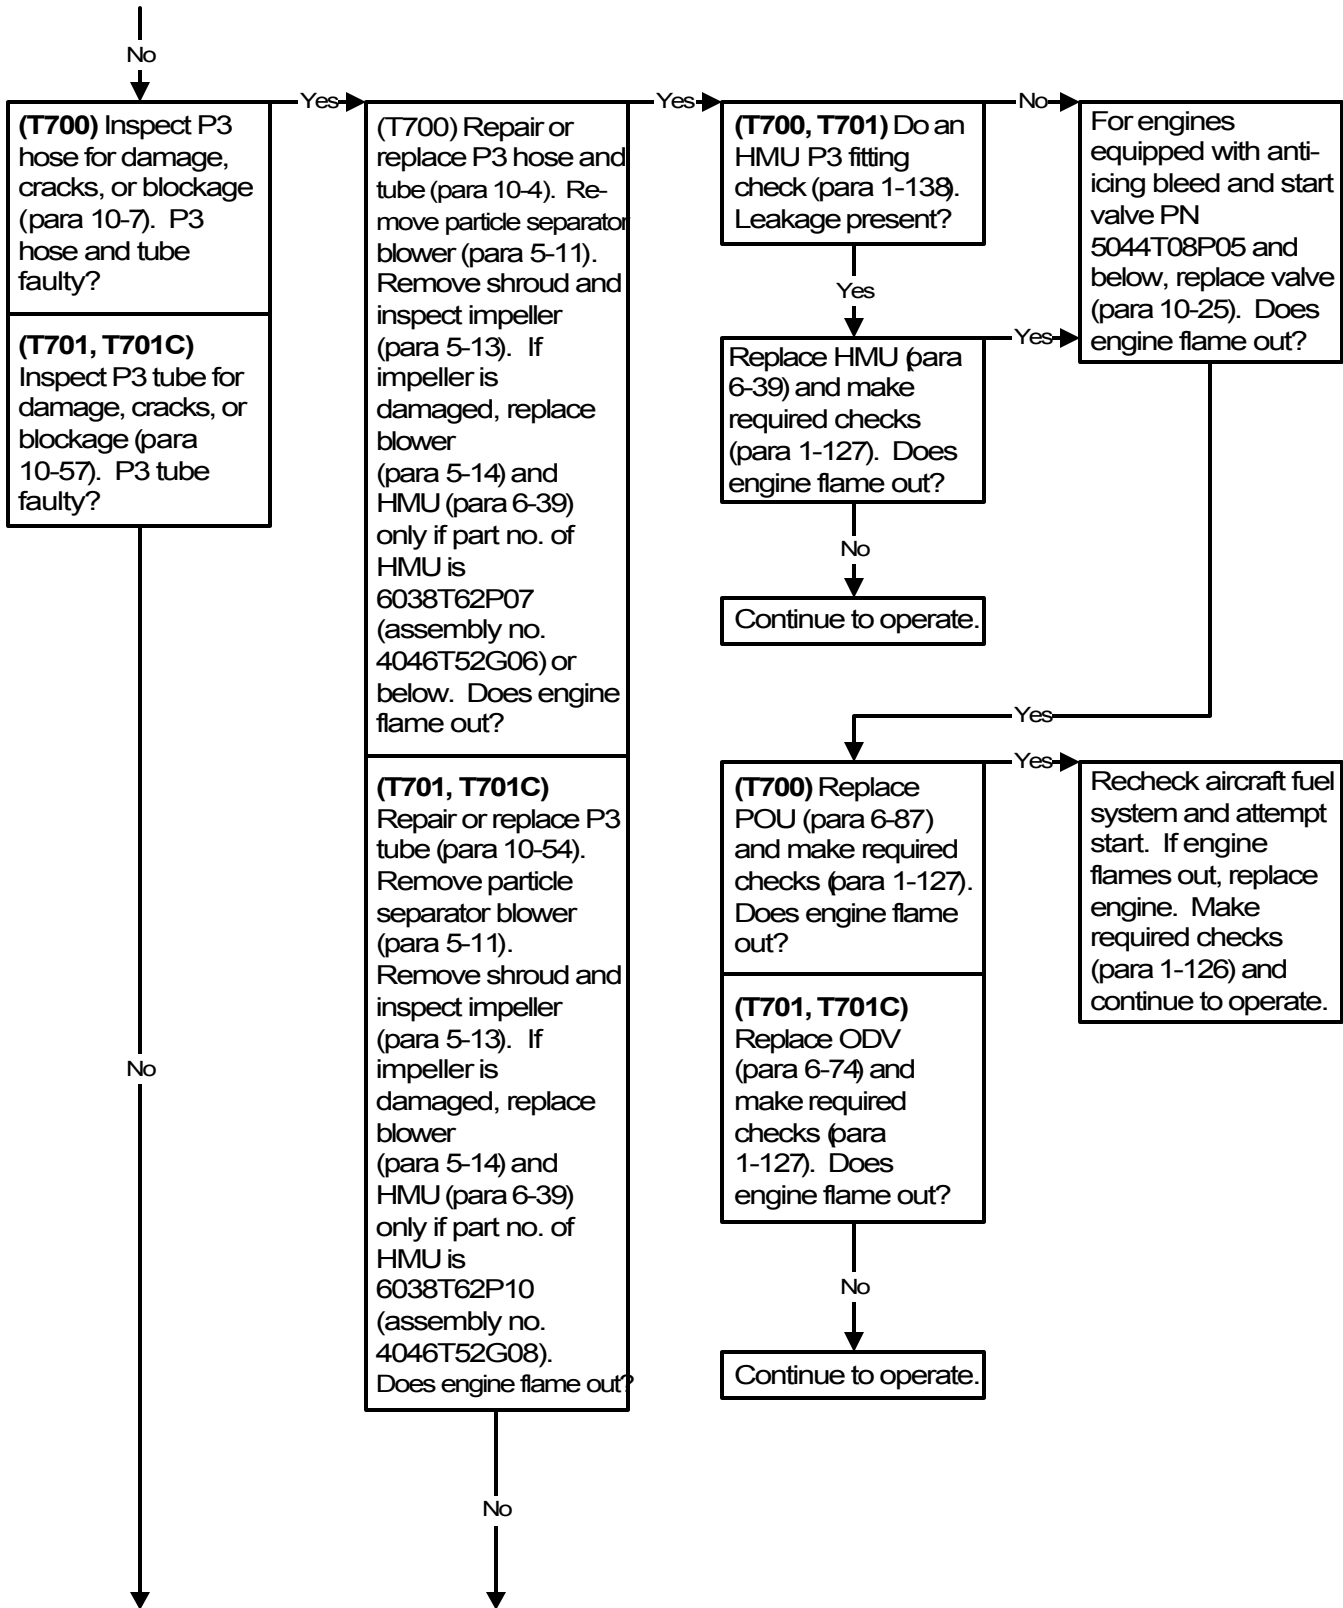 No
(T700) Inspect P3
hose for damage,
cracks, or blockage
(para 10-7). P3
hose and tube
faulty?
(T701, T701C)
Inspect P3 tube for
damage, cracks, or
blockage (para
10-57). P3 tube
faulty?
No
Yes
(T700) Repair or
replace P3 hose and
tube (para 10-4). Re-
move particle separator
blower (para 5-11).
Remove shroud and
inspect impeller
(para 5-13). If
impeller is
damaged, replace
blower
(para 5-14) and
HMU (para 6-39)
only if part no. of
HMU is
6038T62P07
(assembly no.
4046T52G06) or
below. Does engine
flame out?
(T701, T701C)
Repair or replace P3
tube (para 10-54).
Remove particle
separator blower
(para 5-11).
Remove shroud and
inspect impeller
(para 5-13). If
impeller is
damaged, replace
blower
(para 5-14) and
HMU (para 6-39)
only if part no. of
HMU is
6038T62P10
(assembly no.
4046T52G08).
Does engine flame out?
No
Yes
(T700, T701) Do an
HMU P3 fitting
check (para 1-138).
Leakage present?
Yes
Replace HMU (para
6-39) and make
required checks
(para 1-127). Does
engine flame out?
No
Continue to operate.
No
Yes
For engines
equipped with anti-
icing bleed and start
valve PN
5044T08P05 and
below, replace valve
(para 10-25). Does
engine flame out?
Yes
(T700) Replace
POU (para 6-87)
and make required
checks (para 1-127).
Does engine flame
out?
(T701, T701C)
Replace ODV
(para 6-74) and
make required
checks (para
1-127). Does
engine flame out?
No
Continue to operate.
Yes
Recheck aircraft fuel
system and attempt
start. If engine
flames out, replace
engine. Make
required checks
(para 1-126) and
continue to operate.